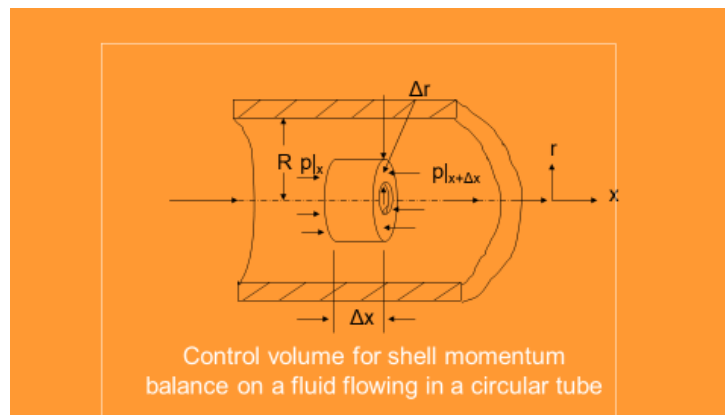 Δr
r
R
p|x
p|x+Δx
x
Δx
Control volume for shell momentum
balance on a fluid flowing in a circular tube